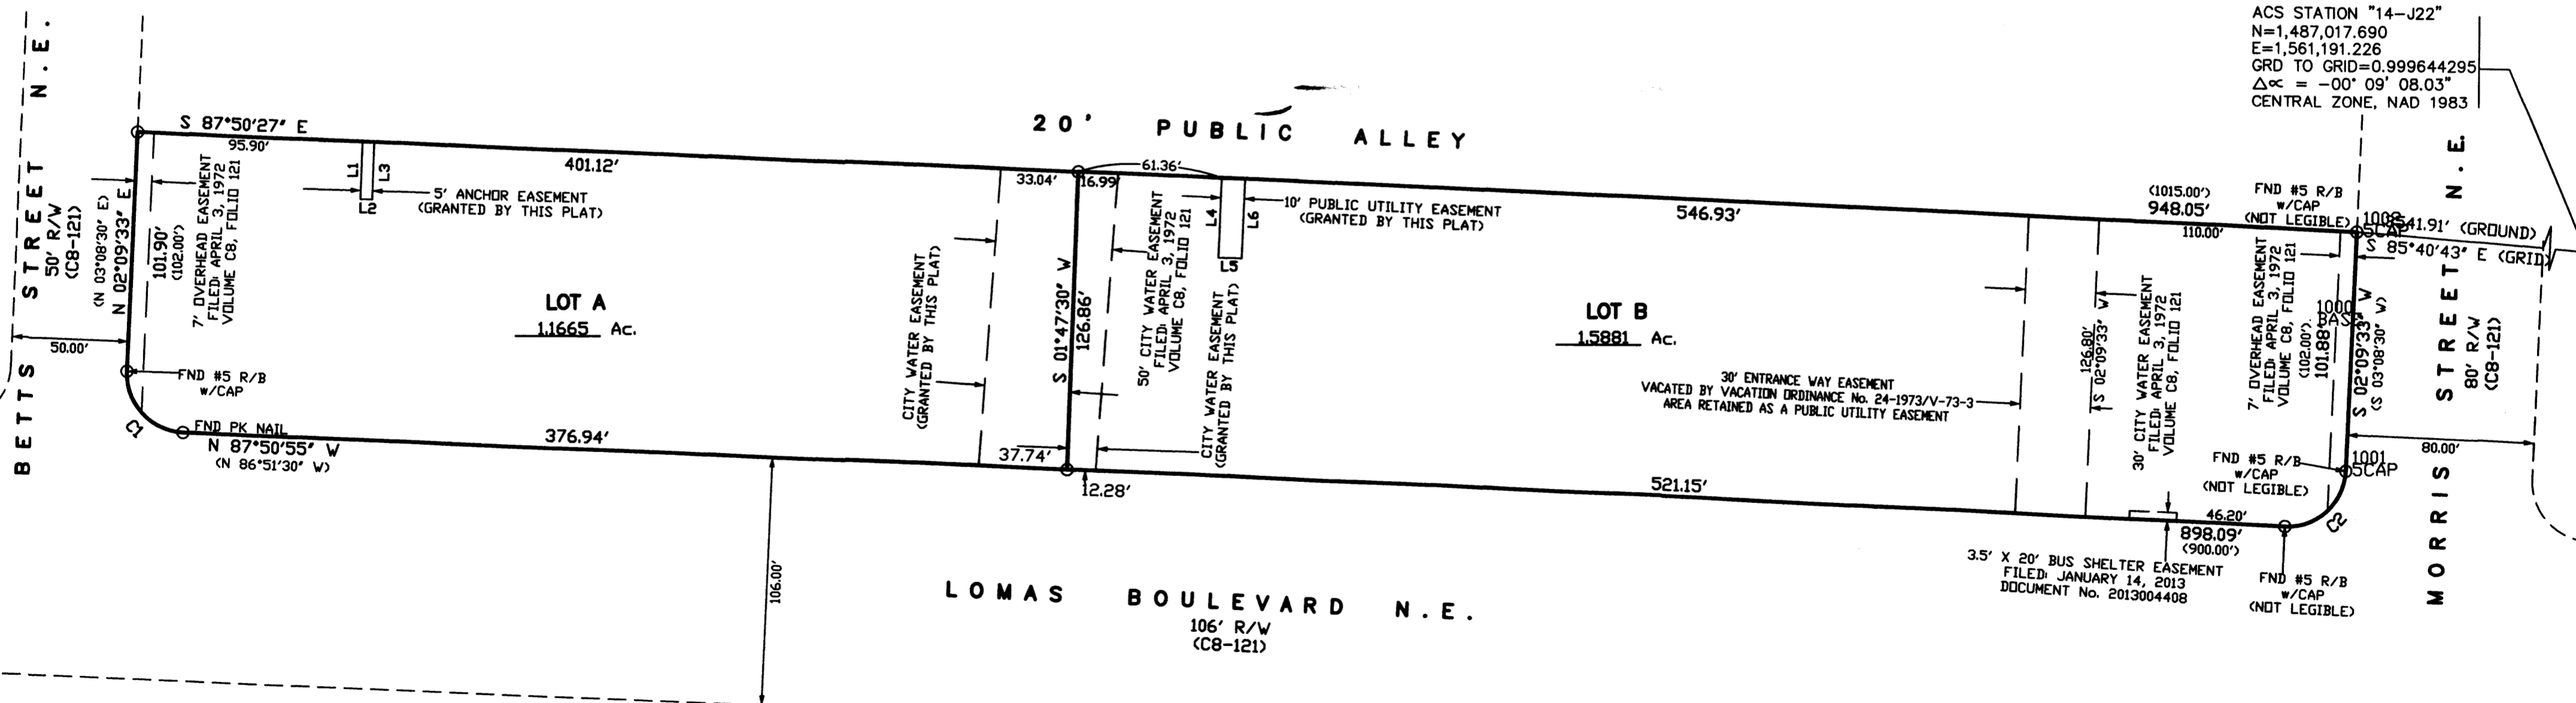 ACS STATION "14-J22"
N=1,487,017.690
E=1,561,191.226
GRD TO GRID=0.999644295
Δ∝ = -00° 09' 08.03"
CENTRAL ZONE, NAD 1983
BETTS STREET N.E.
50' R/W
(C8-121)
(N 03°08'30" E)
N 02°09'33" E
50.00'
S 87°50'27" E
95.90'
101.90'
(102.00')
7' OVERHEAD EASEMENT
FILED: APRIL 3, 1972
VOLUME C8, FOLIO 121
L1
L3
L2
5' ANCHOR EASEMENT
(GRANTED BY THIS PLAT)
401.12'
LOT A
1.1665 Ac.
FND #5 R/B
w/CAP
C1
FND PK NAIL
N 87°50'55" W
(N 86°51'30" W)
376.94'
CITY WATER EASEMENT
(GRANTED BY THIS PLAT)
33.04'
37.74'
20' PUBLIC ALLEY
S 01°47'30" W
126.86'
16.99'
61.36'
12.28'
50' CITY WATER EASEMENT
FILED: APRIL 3, 1972
VOLUME C8, FOLIO 121
CITY WATER EASEMENT
(GRANTED BY THIS PLAT)
L4
L6
L5
10' PUBLIC UTILITY EASEMENT
(GRANTED BY THIS PLAT)
546.93'
LOT B
1.5881 Ac.
30' ENTRANCE WAY EASEMENT
VACATED BY VACATION ORDINANCE No. 24-1973/V-73-3
AREA RETAINED AS A PUBLIC UTILITY EASEMENT
521.15'
(1015.00')
948.05'
110.00'
126.80'
S 02°09'33" W
30' CITY WATER EASEMENT
FILED: APRIL 3, 1972
VOLUME C8, FOLIO 121
FND #5 R/B
w/CAP
(NOT LEGIBLE)
5CAP
541.91' (GROUND)
S 85°40'43" E (GRID)
7' OVERHEAD EASEMENT
FILED: APRIL 3, 1972
VOLUME C8, FOLIO 121
(102.00')
101.88'
1000
BAS
S 02°09'33" W
(S 03°08'30" W)
MORRIS STREET N.E.
80' R/W
(C8-121)
80.00'
FND #5 R/B
w/CAP
(NOT LEGIBLE)
1001
5CAP
C2
46.20'
898.09'
(900.00')
3.5' X 20' BUS SHELTER EASEMENT
FILED: JANUARY 14, 2013
DOCUMENT No. 2013004408
FND #5 R/B
w/CAP
(NOT LEGIBLE)
106.00'
LOMAS BOULEVARD N.E.
106' R/W
(C8-121)